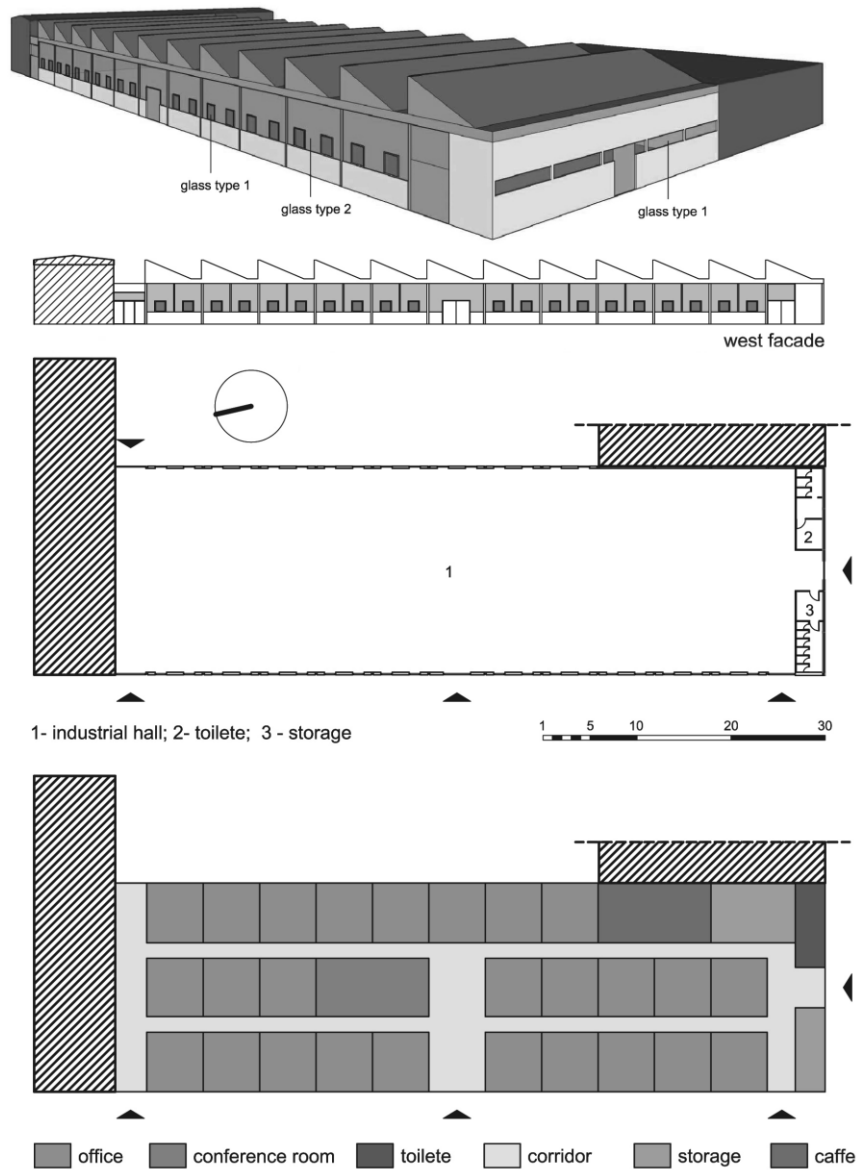 glass type 1
glass type 2
glass type 1
west facade
1
2
3
1- industrial hall; 2- toilete; 3 - storage
1 5 10 20 30
office conference room toilete corridor storage caffe